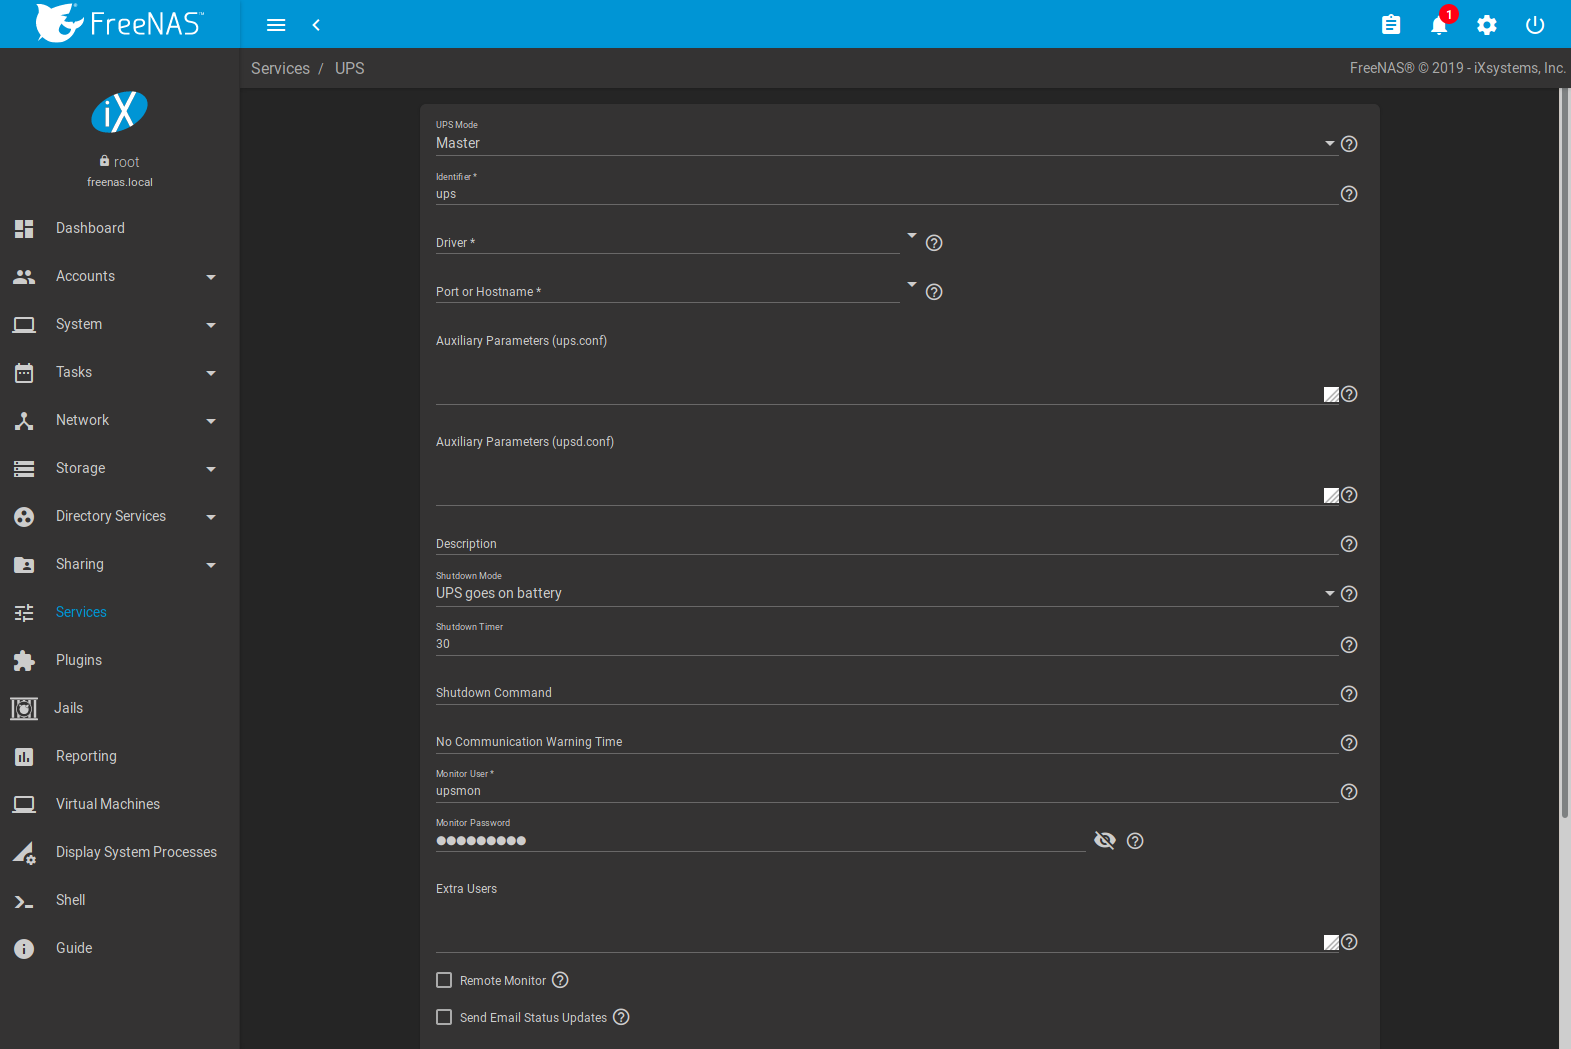 FreeNAS™
1
Services / UPS
FreeNAS® © 2019 - iXsystems, Inc.
iX
root
freenas.local
Dashboard
Accounts
System
Tasks
Network
Storage
Directory Services
Sharing
Services
Plugins
Jails
Reporting
Virtual Machines
Display System Processes
Shell
Guide
UPS Mode
Master
Identifier *
ups
Driver *
Port or Hostname *
Auxiliary Parameters (ups.conf)
Auxiliary Parameters (upsd.conf)
Description
Shutdown Mode
UPS goes on battery
Shutdown Timer
30
Shutdown Command
No Communication Warning Time
Monitor User *
upsmon
Monitor Password
●●●●●●●●●
Extra Users
Remote Monitor
Send Email Status Updates